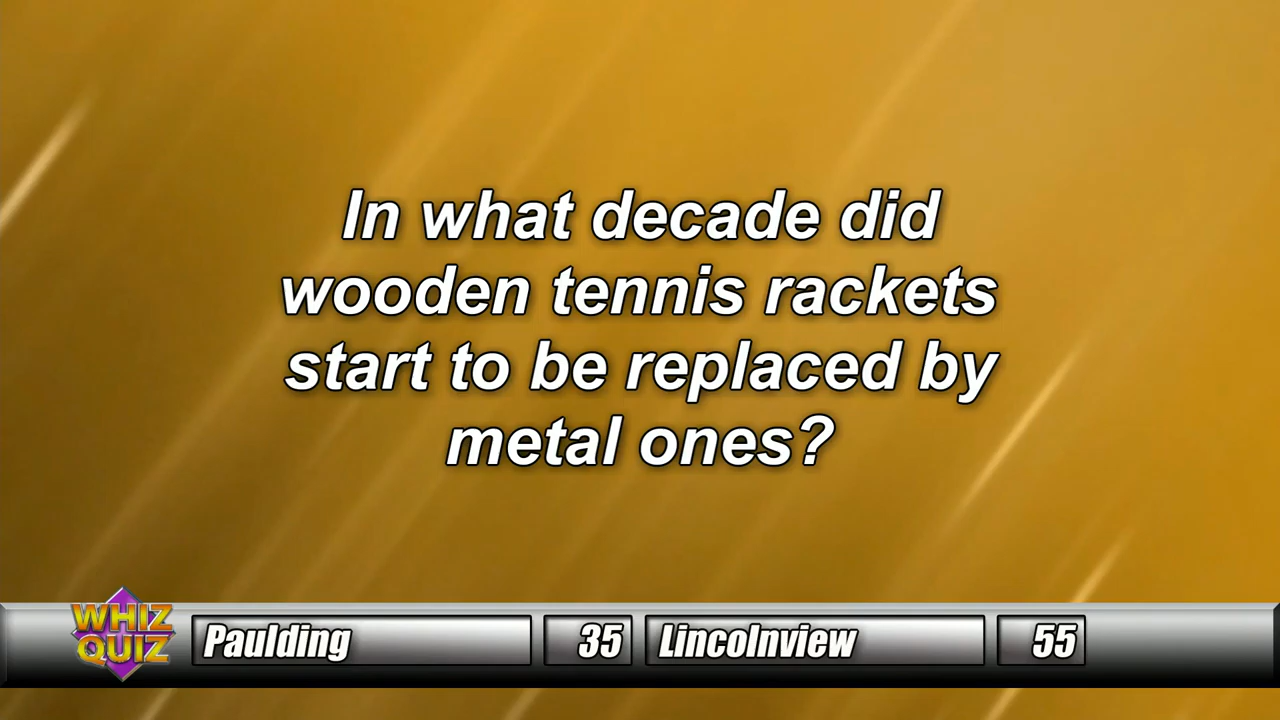 In what decade did
wooden tennis rackets
start to be replaced by
metal ones?
WHIZ
QUIZ
Paulding 35 Lincolnview 55